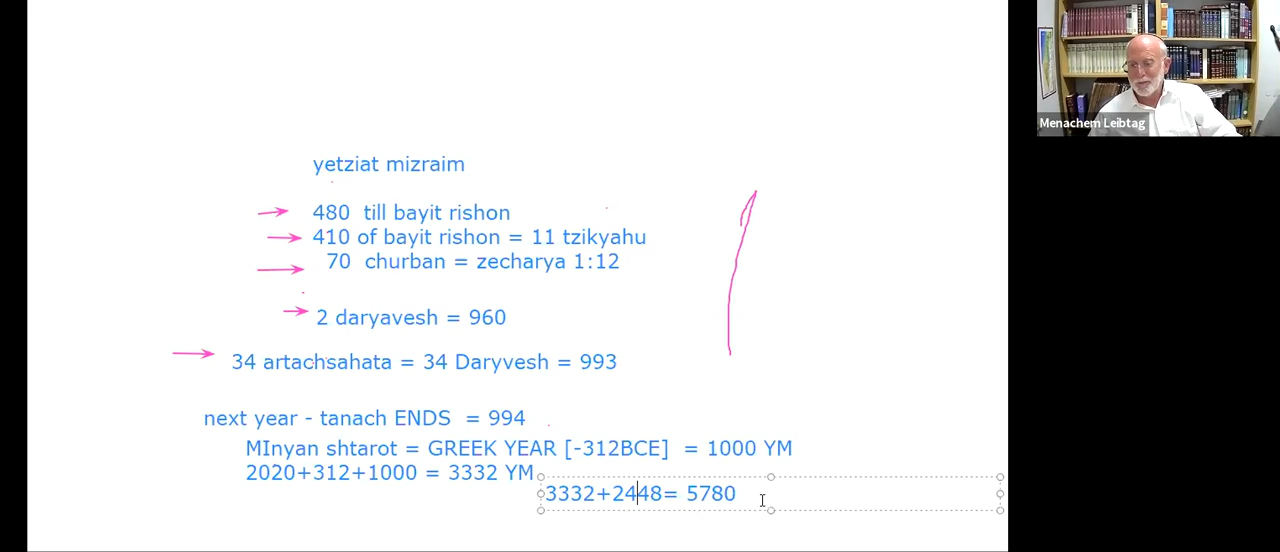 Menachem Leibtag
yetziat mizraim
480 till bayit rishon
410 of bayit rishon = 11 tzikyahu
70 churban = zecharya 1:12
2 daryavesh = 960
34 artachsahata = 34 Daryvesh = 993
next year - tanach ENDS = 994
MInyan shtarot = GREEK YEAR [-312BCE] = 1000 YM
2020+312+1000 = 3332 YM
3332+2448= 5780